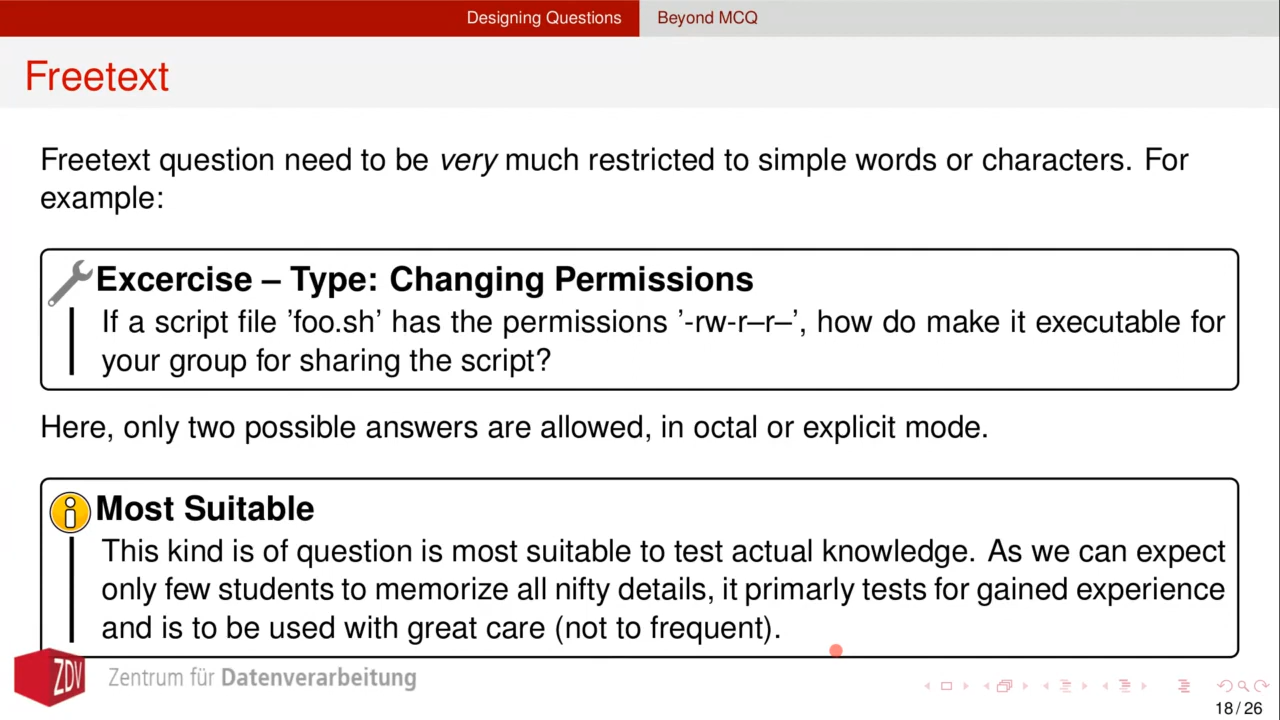 Designing Questions Beyond MCQ
Freetext
Freetext question need to be very much restricted to simple words or characters. For
example:
Excercise – Type: Changing Permissions
If a script file ’foo.sh’ has the permissions ’-rw-r–r–’, how do make it executable for
your group for sharing the script?
Here, only two possible answers are allowed, in octal or explicit mode.
Most Suitable
This kind is of question is most suitable to test actual knowledge. As we can expect
only few students to memorize all nifty details, it primarly tests for gained experience
and is to be used with great care (not to frequent).
ZDV Zentrum für Datenverarbeitung
18 / 26